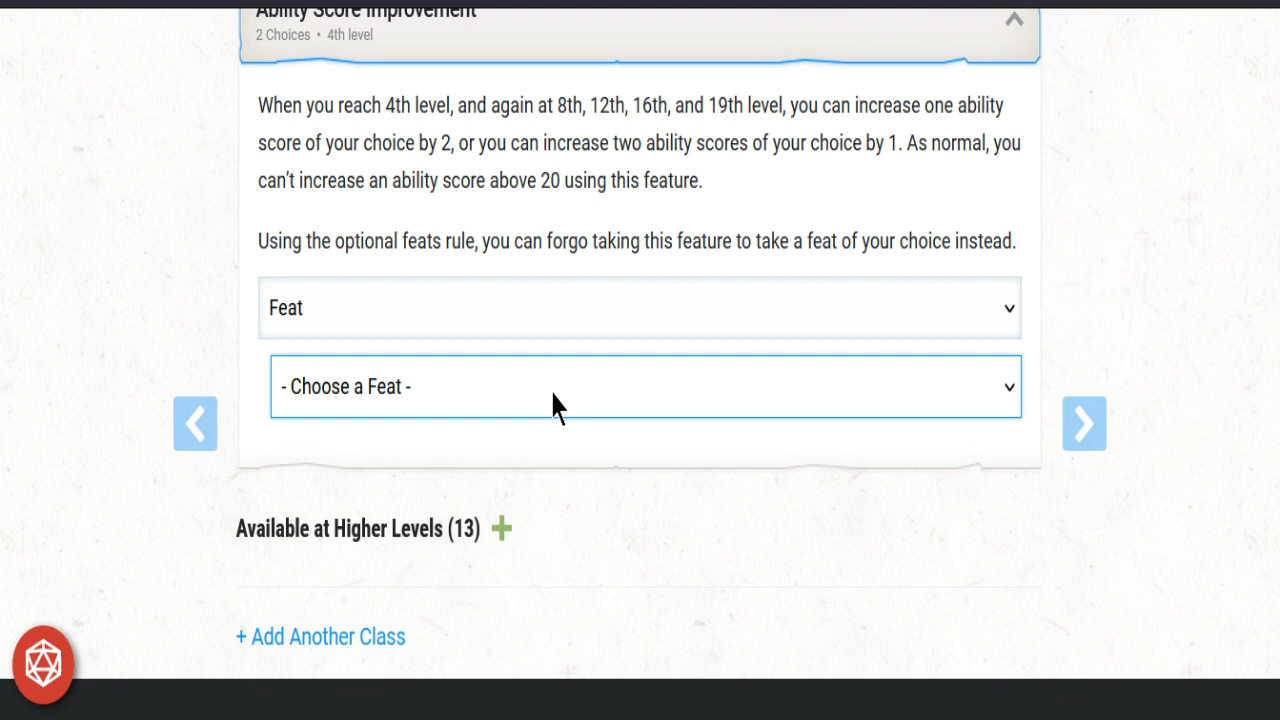 Ability Score Improvement
2 Choices • 4th level
When you reach 4th level, and again at 8th, 12th, 16th, and 19th level, you can increase one ability
score of your choice by 2, or you can increase two ability scores of your choice by 1. As normal, you
can’t increase an ability score above 20 using this feature.
Using the optional feats rule, you can forgo taking this feature to take a feat of your choice instead.
Feat
- Choose a Feat -
Available at Higher Levels (13)
+ Add Another Class